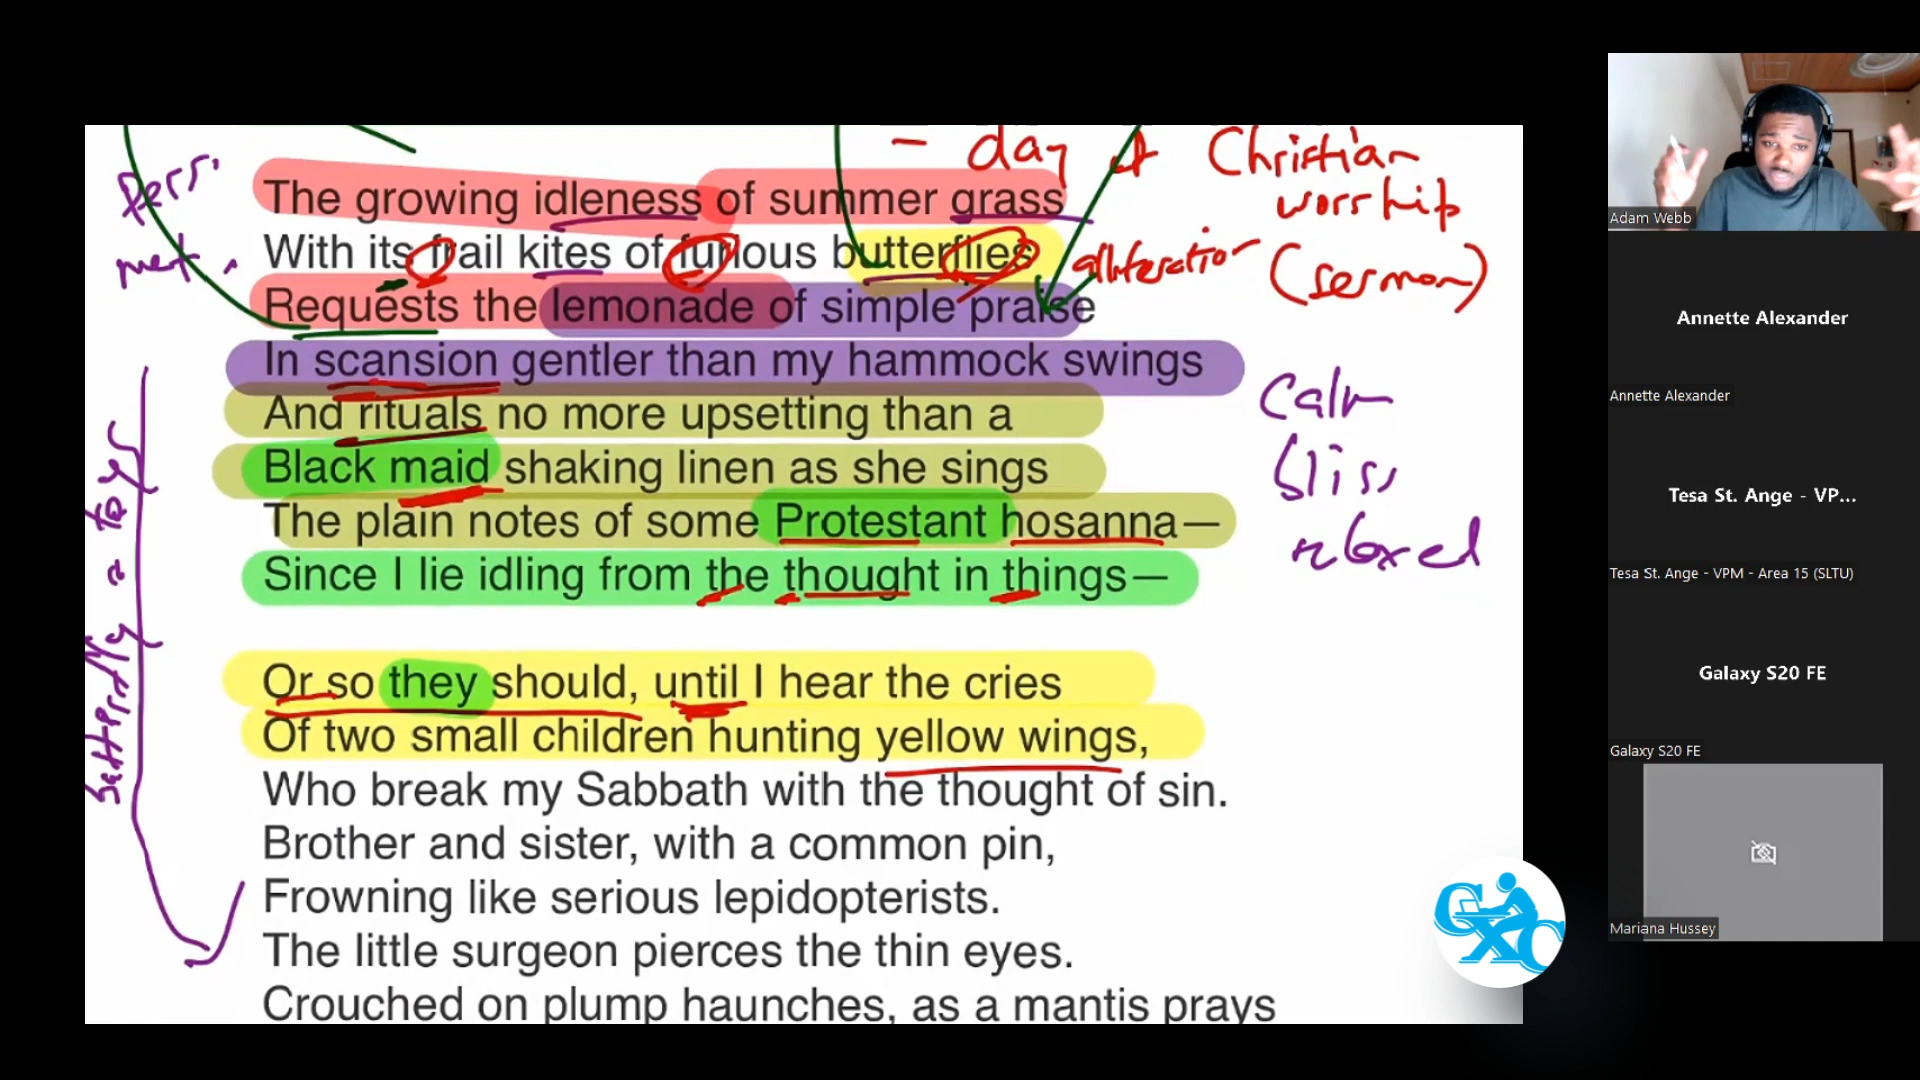 - day of Christian
worship
(sermon)
pers.
met.
alliteration
The growing idleness of summer grass
With its frail kites of furious butterflies
Requests the lemonade of simple praise
In scansion gentler than my hammock swings
And rituals no more upsetting than a
Black maid shaking linen as she sings
The plain notes of some Protestant hosanna—
Since I lie idling from the thought in things—
calm
bliss
relaxed
butterfly a toys
Or so they should, until I hear the cries
Of two small children hunting yellow wings,
Who break my Sabbath with the thought of sin.
Brother and sister, with a common pin,
Frowning like serious lepidopterists.
The little surgeon pierces the thin eyes.
Crouched on plump haunches, as a mantis prays
CXC
Adam Webb
Annette Alexander
Annette Alexander
Tesa St. Ange - VP...
Tesa St. Ange - VPM - Area 15 (SLTU)
Galaxy S20 FE
Galaxy S20 FE
Mariana Hussey